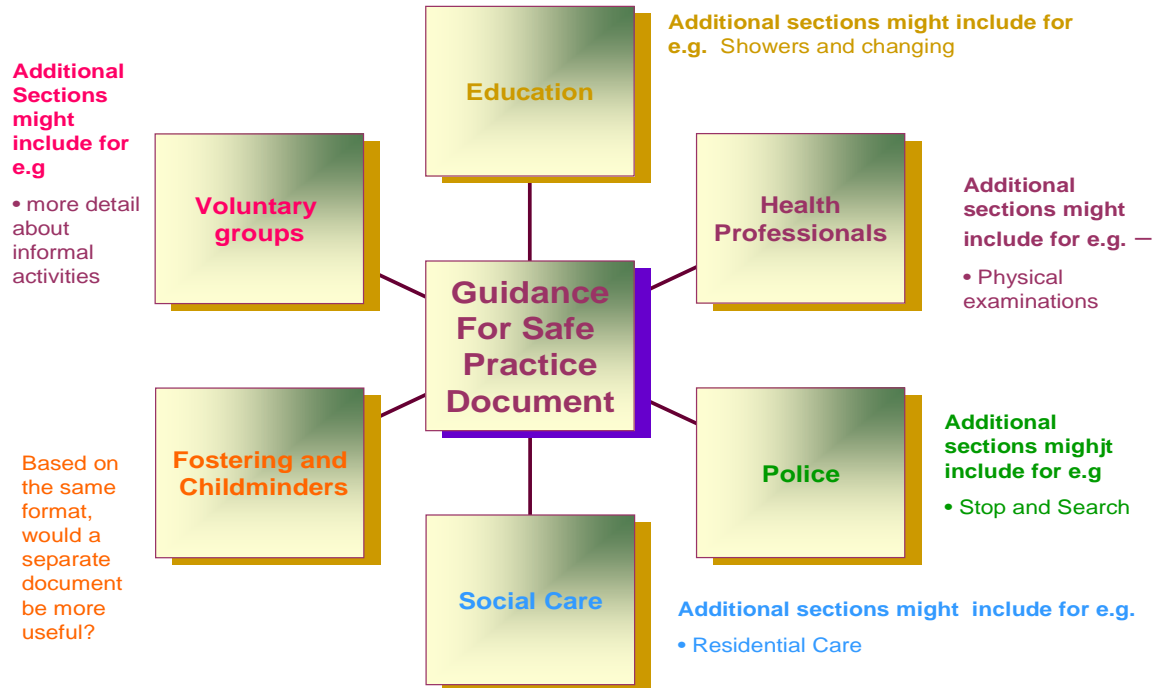 Additional sections might include for
e.g. Showers and changing
Education
Additional
Sections
might
include for
e.g
• more detail
about
informal
activities
Voluntary
groups
Health
Professionals
Additional
sections might
include for e.g. –
• Physical
examinations
Guidance
For Safe
Practice
Document
Based on
the same
format,
would a
separate
document
be more
useful?
Fostering and
Childminders
Police
Additional
sections mighjt
include for e.g
• Stop and Search
Social Care
Additional sections might include for e.g.
• Residential Care